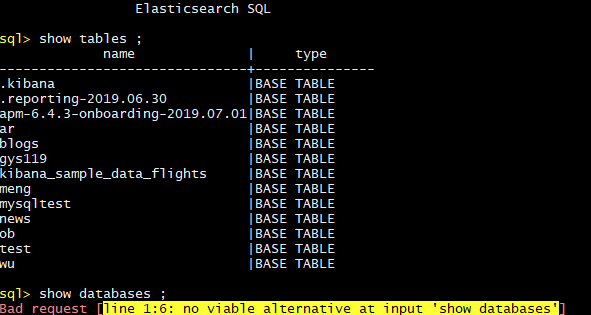 Elasticsearch SQL
sql> show tables ;
name | type
------------------------------+---------------
.kibana |BASE TABLE
.reporting-2019.06.30 |BASE TABLE
apm-6.4.3-onboarding-2019.07.01|BASE TABLE
ar |BASE TABLE
blogs |BASE TABLE
gys119 |BASE TABLE
kibana_sample_data_flights |BASE TABLE
meng |BASE TABLE
mysqltest |BASE TABLE
news |BASE TABLE
ob |BASE TABLE
test |BASE TABLE
wu |BASE TABLE
sql> show databases ;
Bad request [line 1:6: no viable alternative at input 'show databases']